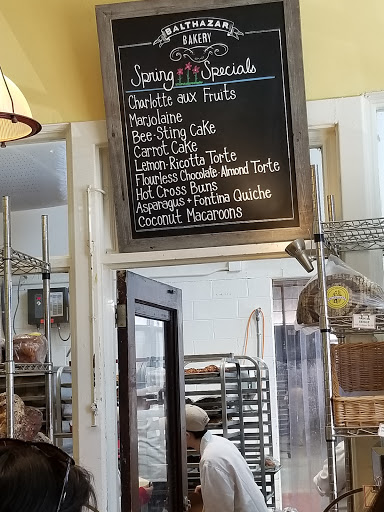 BALTHAZAR
BAKERY
Spring Specials
Charlotte aux Fruits
Marjolaine
Bee-Sting Cake
Carrot Cake
Lemon-Ricotta Torte
Flourless Chocolate-Almond Torte
Hot Cross Buns
Asparagus + Fontina Quiche
Coconut Macaroons